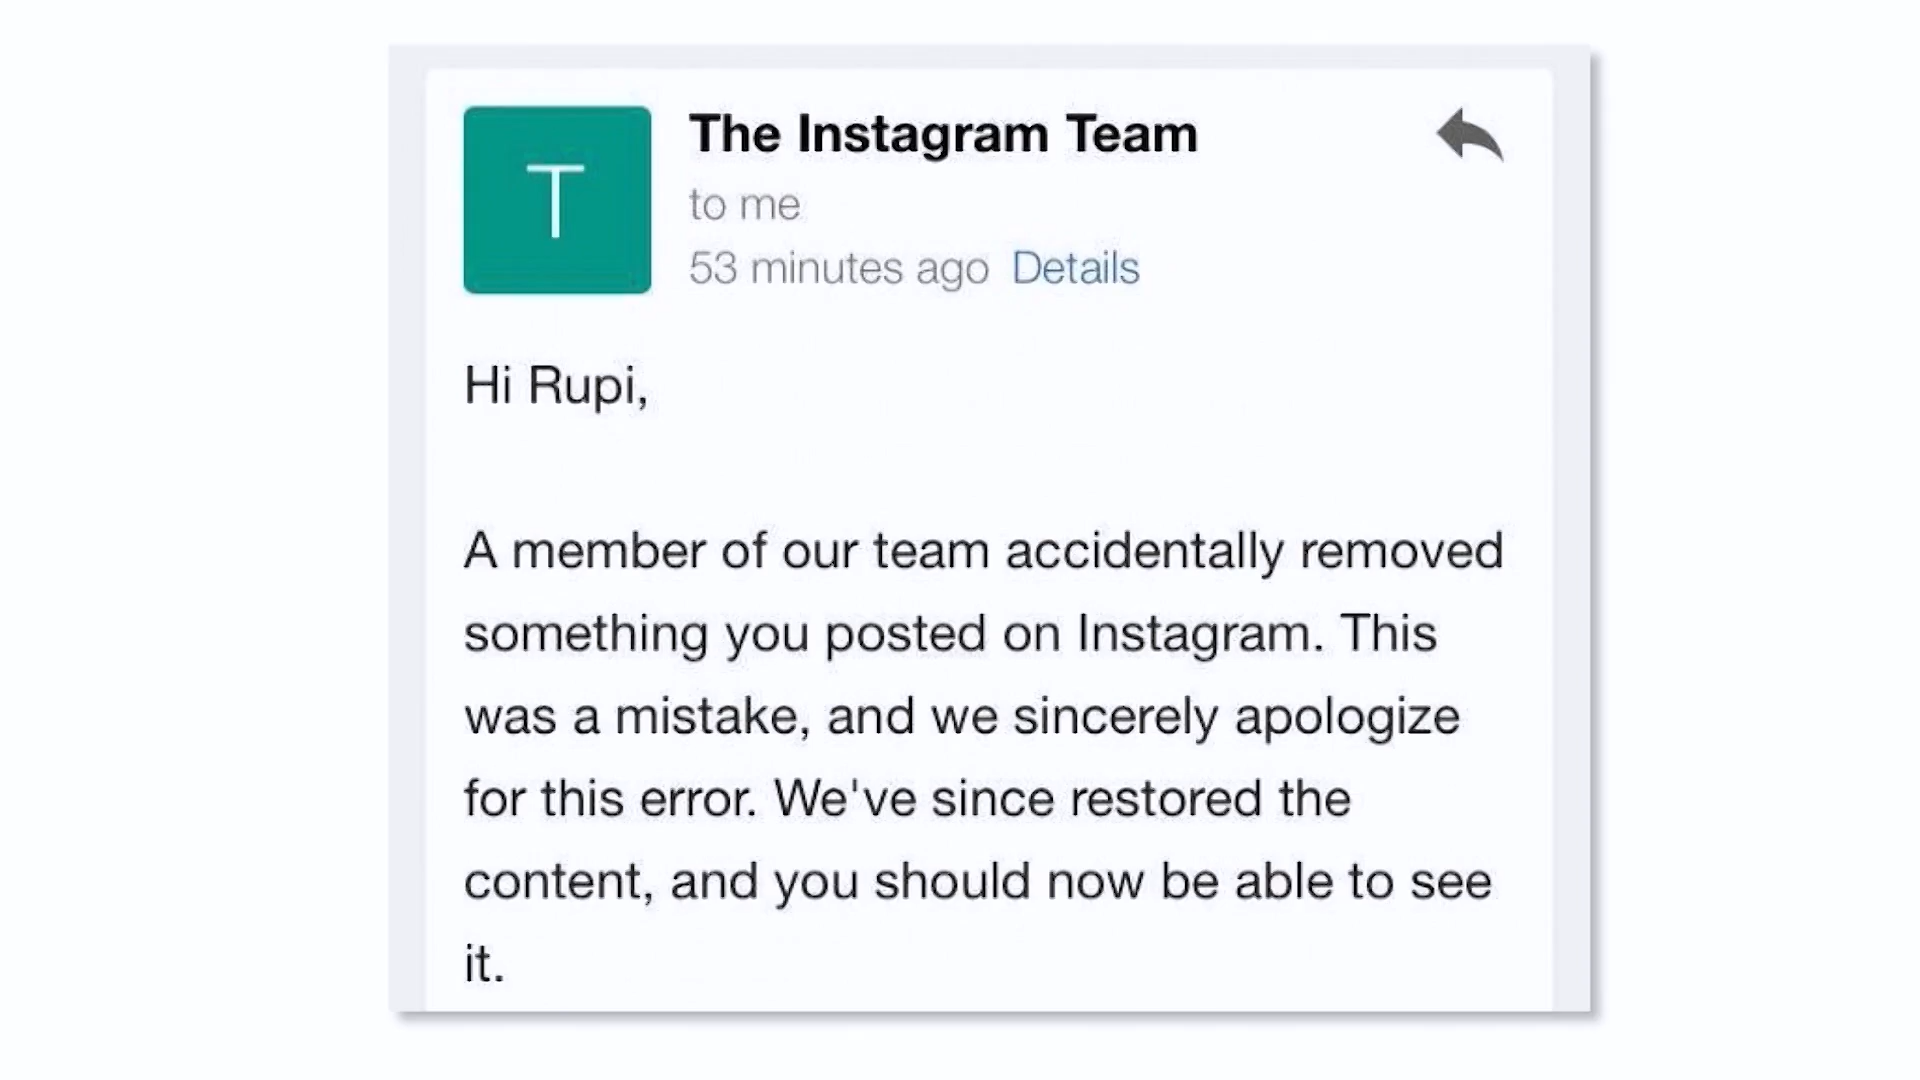 T
The Instagram Team
to me
53 minutes ago Details
Hi Rupi,
A member of our team accidentally removed
something you posted on Instagram. This
was a mistake, and we sincerely apologize
for this error. We've since restored the
content, and you should now be able to see
it.